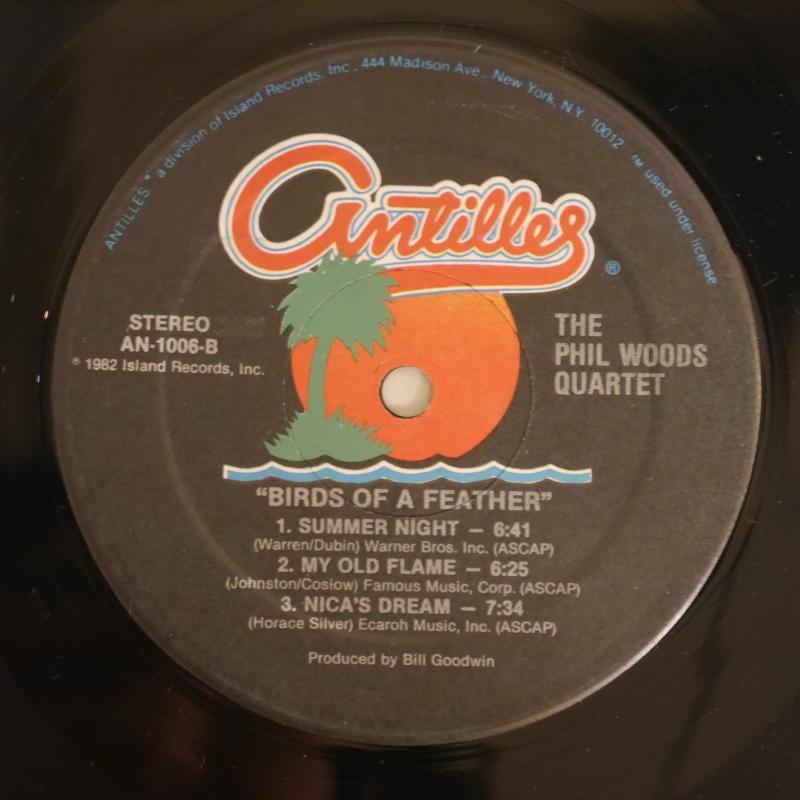 ANTILLES ® a division of Island Records, Inc. . 444 Madison Ave. . New York, N.Y. 10012 ™ used under license
antilles ®
STEREO
AN-1006-B
℗ 1982 Island Records, Inc.
THE
PHIL WOODS
QUARTET
"BIRDS OF A FEATHER"
1. SUMMER NIGHT – 6:41
(Warren/Dubin) Warner Bros. Inc. (ASCAP)
2. MY OLD FLAME – 6:25
(Johnston/Coslow) Famous Music, Corp. (ASCAP)
3. NICA'S DREAM – 7:34
(Horace Silver) Ecaroh Music, Inc. (ASCAP)
Produced by Bill Goodwin